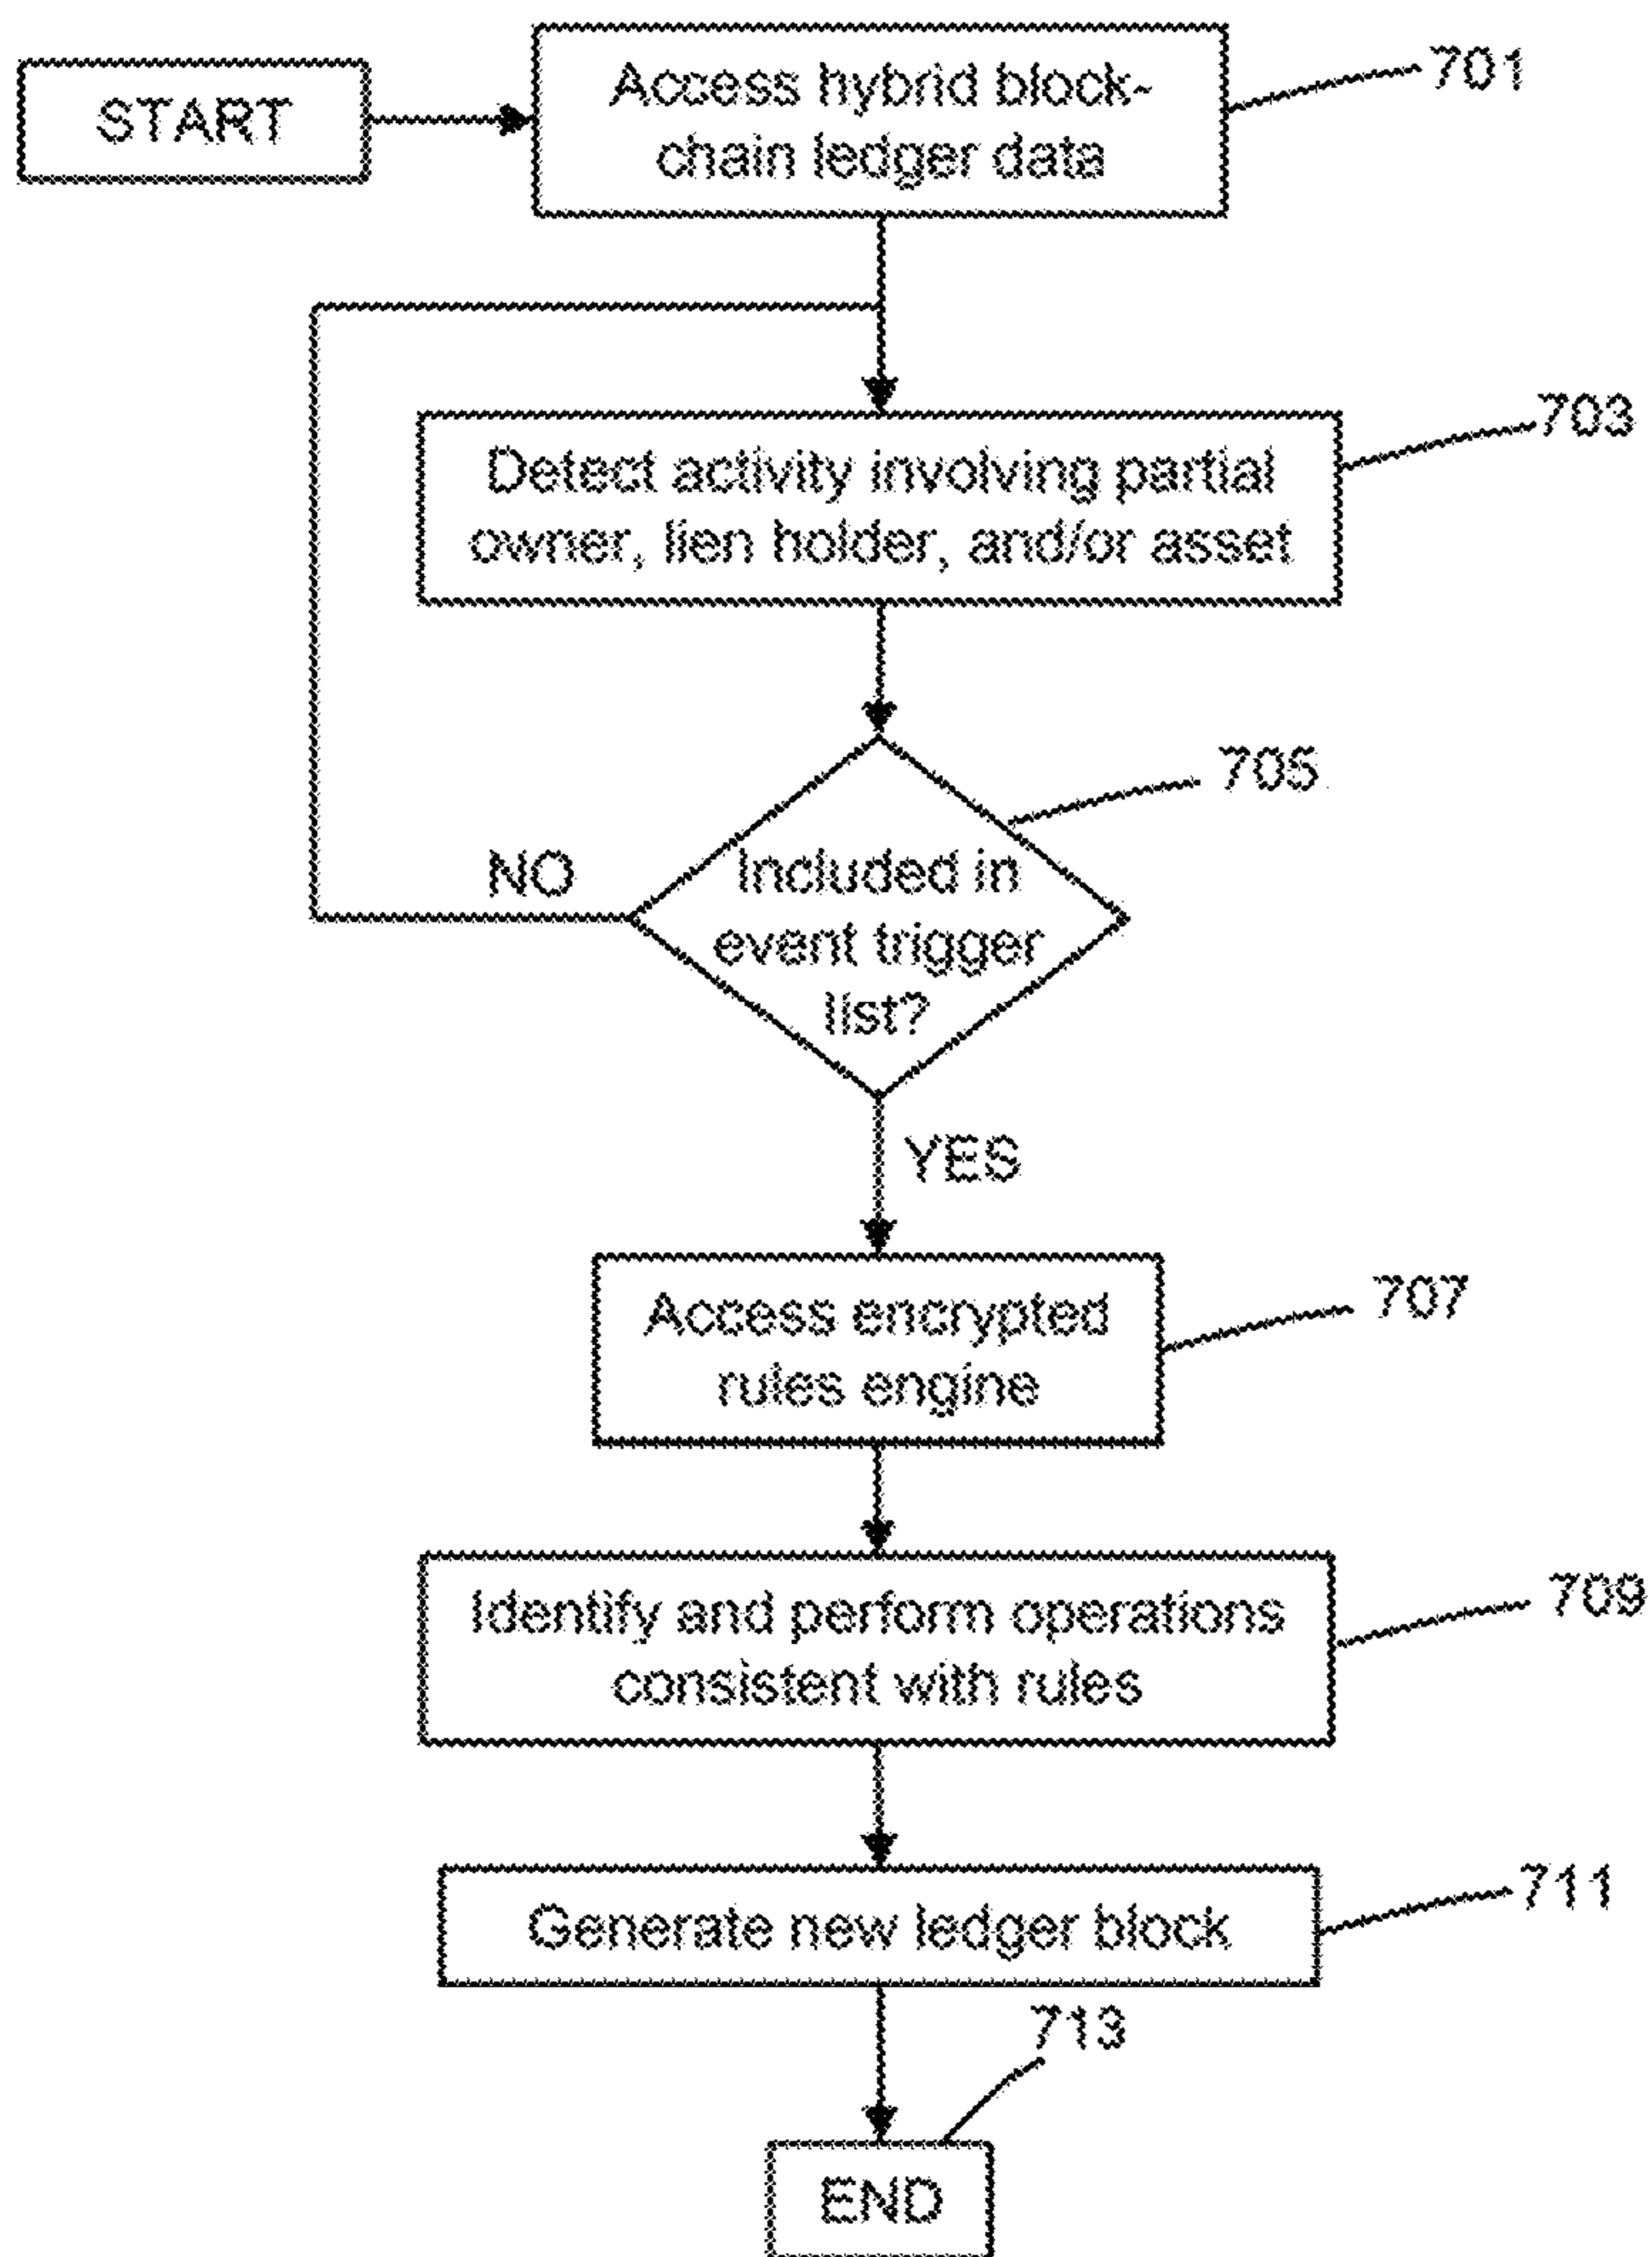 START
Access hybrid block-
chain ledger data
701
Detect activity involving partial
owner, lien holder, and/or asset
703
705
Included in
event trigger
list?
NO
YES
Access encrypted
rules engine
707
Identify and perform operations
consistent with rules
709
Generate new ledger block
711
713
END